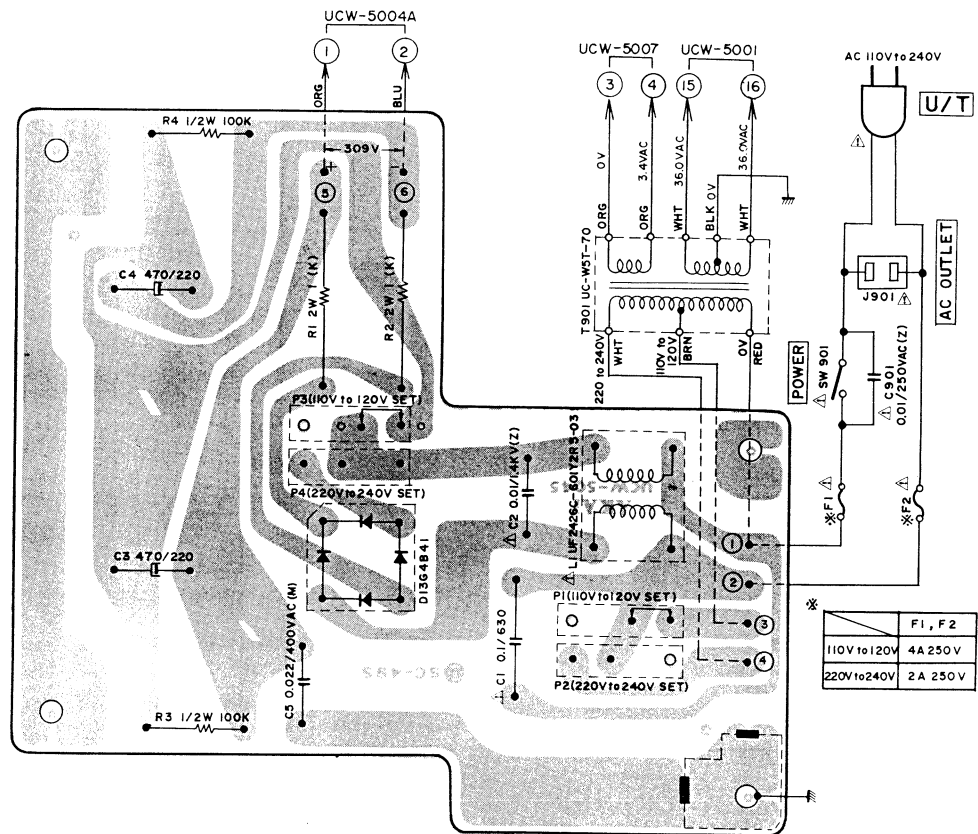 UCW-5004A
1
2
ORG
BLU
UCW-5007
UCW-5001
3
4
15
16
AC 110V to 240V
U/T
R4 1/2W 100K
309V
+
-
5
6
0V
3.4VAC
36.0VAC
BLK 0V
36.0VAC
ORG
ORG
WHT
WHT
C4 470/220
R1 2W 1 (K)
R2 2W 1 (K)
T901 UC-W5T-70
220 to 240V
WHT
110V to 120V
BRN
0V
RED
J901
AC OUTLET
POWER
SW 901
C901
0.01/250VAC(Z)
P3(110V to 120V SET)
P4(220V to 240V SET)
C2 0.01/1.4KV(Z)
L1 UF2426C-601Y2R5-03
※F1
※F2
C3 470/220
D1 3G4B41
1
2
3
4
P1(110V to 120V SET)
P2(220V to 240V SET)
C1 0.1/630
C5 0.022/400VAC(M)
R3 1/2W 100K
※
F1, F2
110V to 120V 4A 250V
220V to 240V 2A 250V